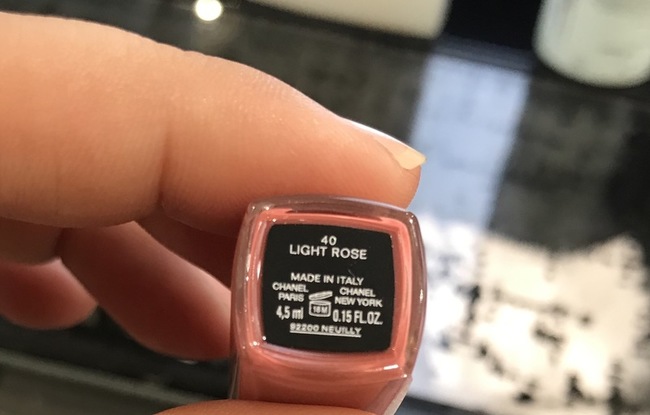 40
LIGHT ROSE
MADE IN ITALY
CHANEL CHANEL
PARIS NEW YORK
4,5 ml 18M 0.15 FL.OZ.
92200 NEUILLY